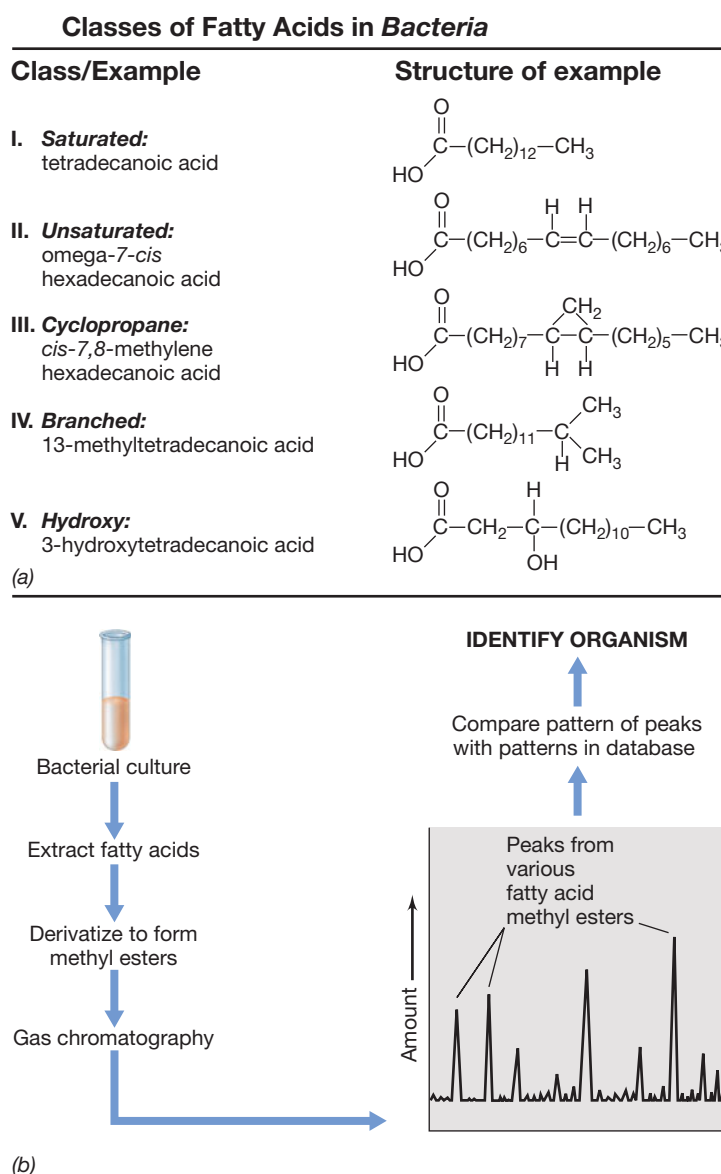 Classes of Fatty Acids in Bacteria
Class/Example
Structure of example
I. Saturated:
tetradecanoic acid
O
C–(CH₂)₁₂–CH₃
HO
II. Unsaturated:
omega-7-cis
hexadecanoic acid
O H H
C–(CH₂)₆–C=C–(CH₂)₆–CH
HO
III. Cyclopropane:
cis-7,8-methylene
hexadecanoic acid
O CH₂
C–(CH₂)₇–C–C–(CH₂)₅–CH
HO H H
IV. Branched:
13-methyltetradecanoic acid
O CH₃
C–(CH₂)₁₁–C
HO H CH₃
V. Hydroxy:
3-hydroxytetradecanoic acid
O H
C–CH₂–C–(CH₂)₁₀–CH₃
HO OH
(a)
Bacterial culture
Extract fatty acids
Derivatize to form
methyl esters
Gas chromatography
IDENTIFY ORGANISM
Compare pattern of peaks
with patterns in database
Peaks from
various
fatty acid
methyl esters
Amount
(b)